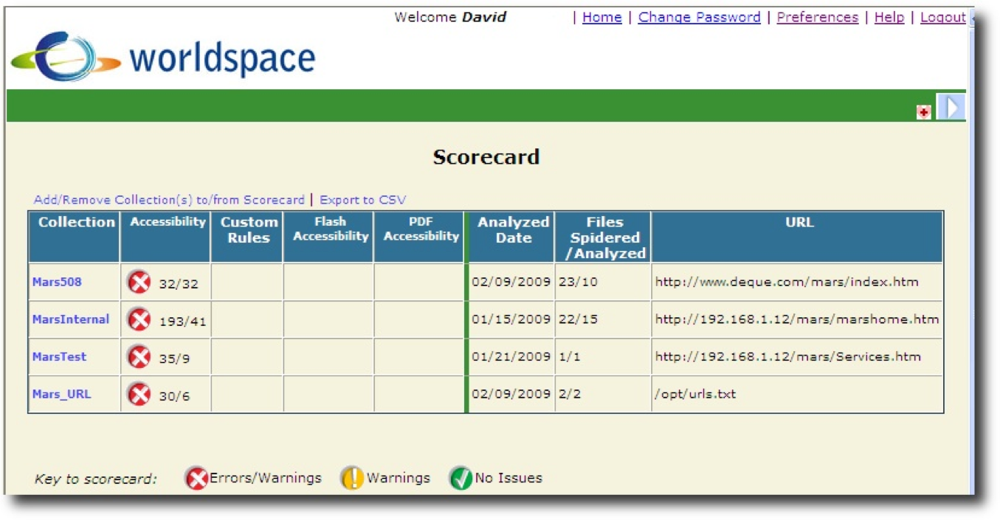 Welcome David | Home | Change Password | Preferences | Help | Logout
worldspace
Scorecard
Add/Remove Collection(s) to/from Scorecard | Export to CSV
Collection Accessibility Custom Rules Flash Accessibility PDF Accessibility Analyzed Date Files Spidered /Analyzed URL
Mars508 32/32 02/09/2009 23/10 http://www.deque.com/mars/index.htm
MarsInternal 193/41 01/15/2009 22/15 http://192.168.1.12/mars/marshome.htm
MarsTest 35/9 01/21/2009 1/1 http://192.168.1.12/mars/Services.htm
Mars_URL 30/6 02/09/2009 2/2 /opt/urls.txt
Key to scorecard: Errors/Warnings Warnings No Issues